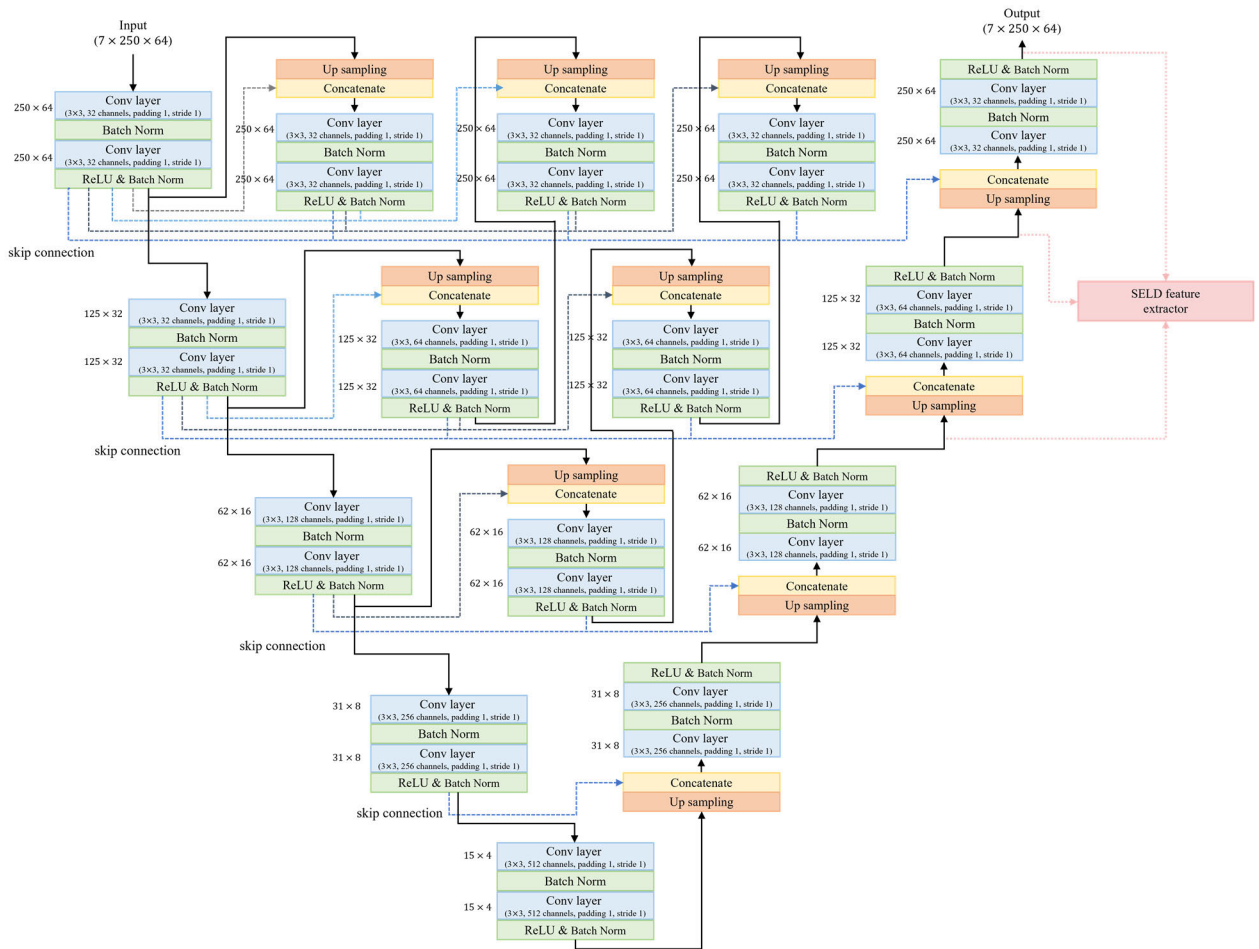 Input
(7 × 250 × 64)
Output
(7 × 250 × 64)
250 × 64
Conv layer
(3×3, 32 channels, padding 1, stride 1)
Batch Norm
250 × 64
Conv layer
(3×3, 32 channels, padding 1, stride 1)
ReLU & Batch Norm
Up sampling
Concatenate
250 × 64
Conv layer
(3×3, 32 channels, padding 1, stride 1)
Batch Norm
250 × 64
Conv layer
(3×3, 32 channels, padding 1, stride 1)
ReLU & Batch Norm
Up sampling
Concatenate
250 × 64
Conv layer
(3×3, 32 channels, padding 1, stride 1)
Batch Norm
250 × 64
Conv layer
(3×3, 32 channels, padding 1, stride 1)
ReLU & Batch Norm
Up sampling
Concatenate
250 × 64
Conv layer
(3×3, 32 channels, padding 1, stride 1)
Batch Norm
250 × 64
Conv layer
(3×3, 32 channels, padding 1, stride 1)
ReLU & Batch Norm
ReLU & Batch Norm
250 × 64
Conv layer
(3×3, 32 channels, padding 1, stride 1)
Batch Norm
250 × 64
Conv layer
(3×3, 32 channels, padding 1, stride 1)
Concatenate
Up sampling
skip connection
125 × 32
Conv layer
(3×3, 32 channels, padding 1, stride 1)
Batch Norm
125 × 32
Conv layer
(3×3, 32 channels, padding 1, stride 1)
ReLU & Batch Norm
Up sampling
Concatenate
125 × 32
Conv layer
(3×3, 64 channels, padding 1, stride 1)
Batch Norm
125 × 32
Conv layer
(3×3, 64 channels, padding 1, stride 1)
ReLU & Batch Norm
Up sampling
Concatenate
125 × 32
Conv layer
(3×3, 64 channels, padding 1, stride 1)
Batch Norm
125 × 32
Conv layer
(3×3, 64 channels, padding 1, stride 1)
ReLU & Batch Norm
ReLU & Batch Norm
125 × 32
Conv layer
(3×3, 64 channels, padding 1, stride 1)
Batch Norm
125 × 32
Conv layer
(3×3, 64 channels, padding 1, stride 1)
Concatenate
Up sampling
SELD feature
extractor
skip connection
62 × 16
Conv layer
(3×3, 128 channels, padding 1, stride 1)
Batch Norm
62 × 16
Conv layer
(3×3, 128 channels, padding 1, stride 1)
ReLU & Batch Norm
Up sampling
Concatenate
62 × 16
Conv layer
(3×3, 128 channels, padding 1, stride 1)
Batch Norm
62 × 16
Conv layer
(3×3, 128 channels, padding 1, stride 1)
ReLU & Batch Norm
ReLU & Batch Norm
62 × 16
Conv layer
(3×3, 128 channels, padding 1, stride 1)
Batch Norm
62 × 16
Conv layer
(3×3, 128 channels, padding 1, stride 1)
Concatenate
Up sampling
skip connection
31 × 8
Conv layer
(3×3, 256 channels, padding 1, stride 1)
Batch Norm
31 × 8
Conv layer
(3×3, 256 channels, padding 1, stride 1)
ReLU & Batch Norm
ReLU & Batch Norm
31 × 8
Conv layer
(3×3, 256 channels, padding 1, stride 1)
Batch Norm
31 × 8
Conv layer
(3×3, 256 channels, padding 1, stride 1)
Concatenate
Up sampling
skip connection
15 × 4
Conv layer
(3×3, 512 channels, padding 1, stride 1)
Batch Norm
15 × 4
Conv layer
(3×3, 512 channels, padding 1, stride 1)
ReLU & Batch Norm